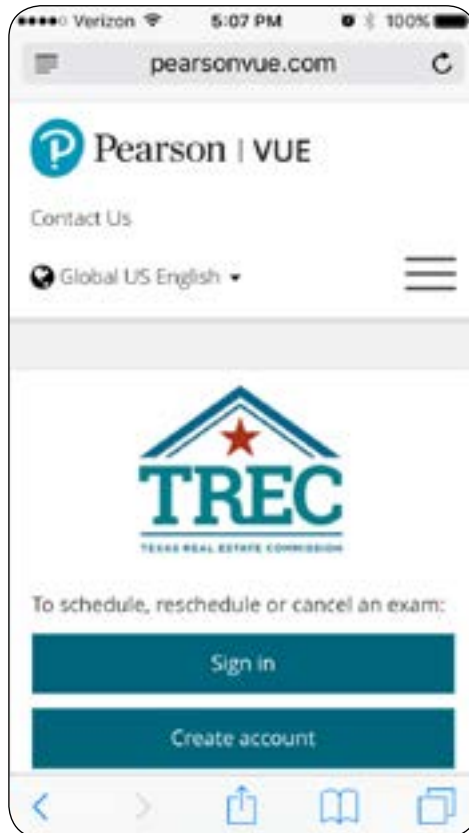 Verizon 5:07 PM 100%
pearsonvue.com
Pearson | VUE
Contact Us
Global US English
TREC
TEXAS REAL ESTATE COMMISSION
To schedule, reschedule or cancel an exam:
Sign in
Create account